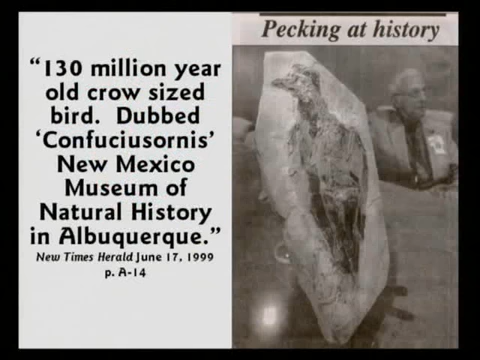 “130 million year
old crow sized
bird. Dubbed
‘Confuciusornis’
New Mexico
Museum of
Natural History
in Albuquerque.”
New Times Herald June 17, 1999
p. A-14
Pecking at history